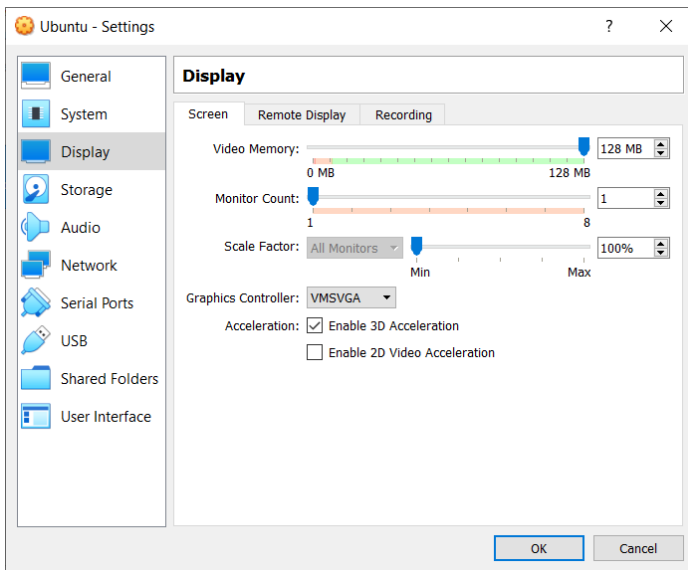 Ubuntu - Settings
?
General
System
Display
Storage
Audio
Network
Serial Ports
USB
Shared Folders
User Interface
Display
Screen Remote Display Recording
Video Memory: 128 MB
0 MB 128 MB
Monitor Count: 1
1 8
Scale Factor: All Monitors 100%
Min Max
Graphics Controller: VMSVGA
Acceleration: Enable 3D Acceleration
Enable 2D Video Acceleration
OK Cancel